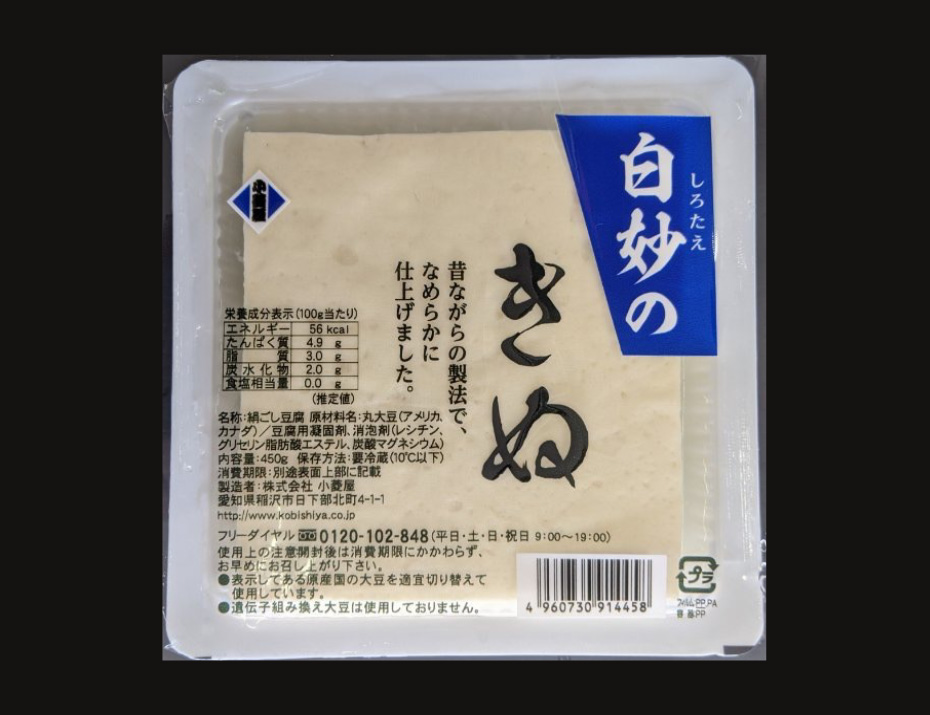 白妙の
しろたえ
きぬ
昔ながらの製法で、
なめらかに
仕上げました。
小菱屋
栄養成分表示(100g当たり)
エネルギー 56 kcal
たんぱく質 4.9 g
脂質 3.0 g
炭水化物 2.0 g
食塩相当量 0.0 g
(推定値)
名称:絹ごし豆腐 原材料名:丸大豆(アメリカ、
カナダ)/豆腐用凝固剤、消泡剤(レシチン、
グリセリン脂肪酸エステル、炭酸マグネシウム)
内容量:450g 保存方法:要冷蔵(10℃以下)
消費期限:別途表面上部に記載
製造者:株式会社 小菱屋
愛知県稲沢市日下部北町4-1-1
http://www.kobishiya.co.jp
フリーダイヤル 0120-102-848(平日・土・日・祝日 9:00〜19:00)
使用上の注意開封後は消費期限にかかわらず、
お早めにお召し上がり下さい。
●表示してある原産国の大豆を適宜切り替えて
使用しています。
●遺伝子組み換え大豆は使用しておりません。
4 960730 914458
プラ
フィルム:PP,PA
容器:PP